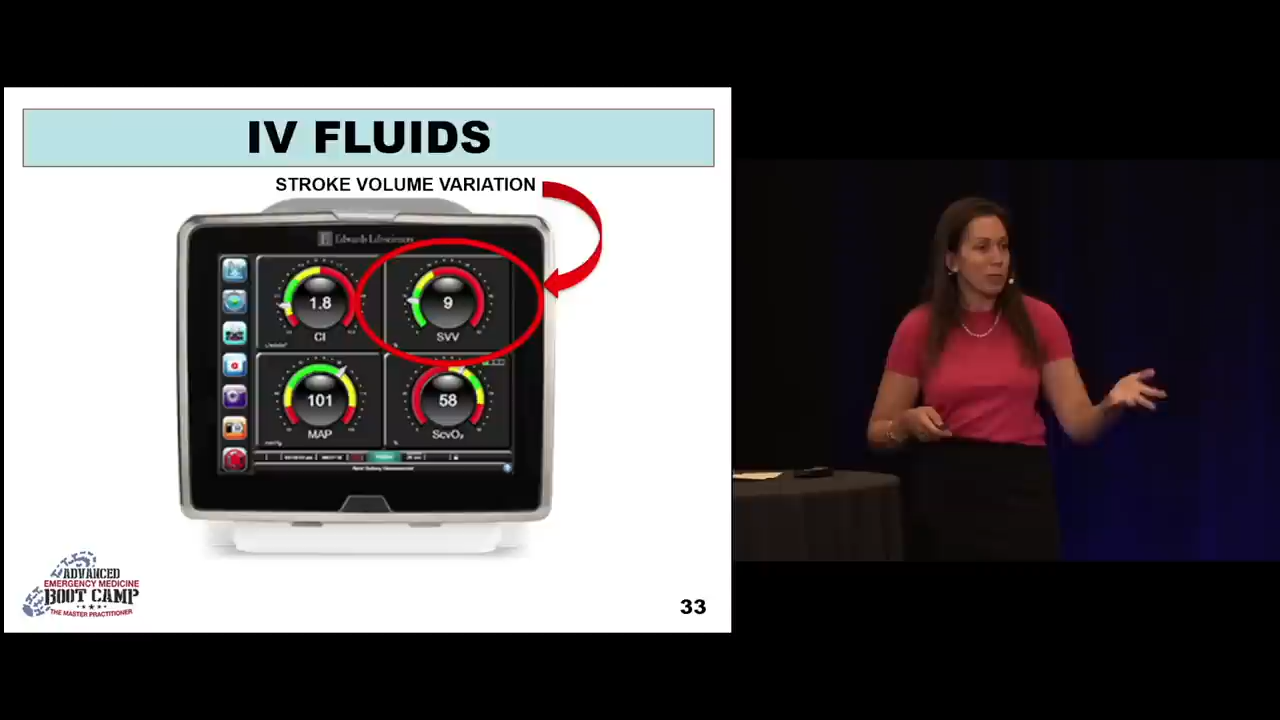 IV FLUIDS
STROKE VOLUME VARIATION
Edwards Lifesciences
1.8
CI
9
SVV
101
MAP
58
ScvO₂
ADVANCED
EMERGENCY MEDICINE
BOOT CAMP
THE MASTER PRACTITIONER
33